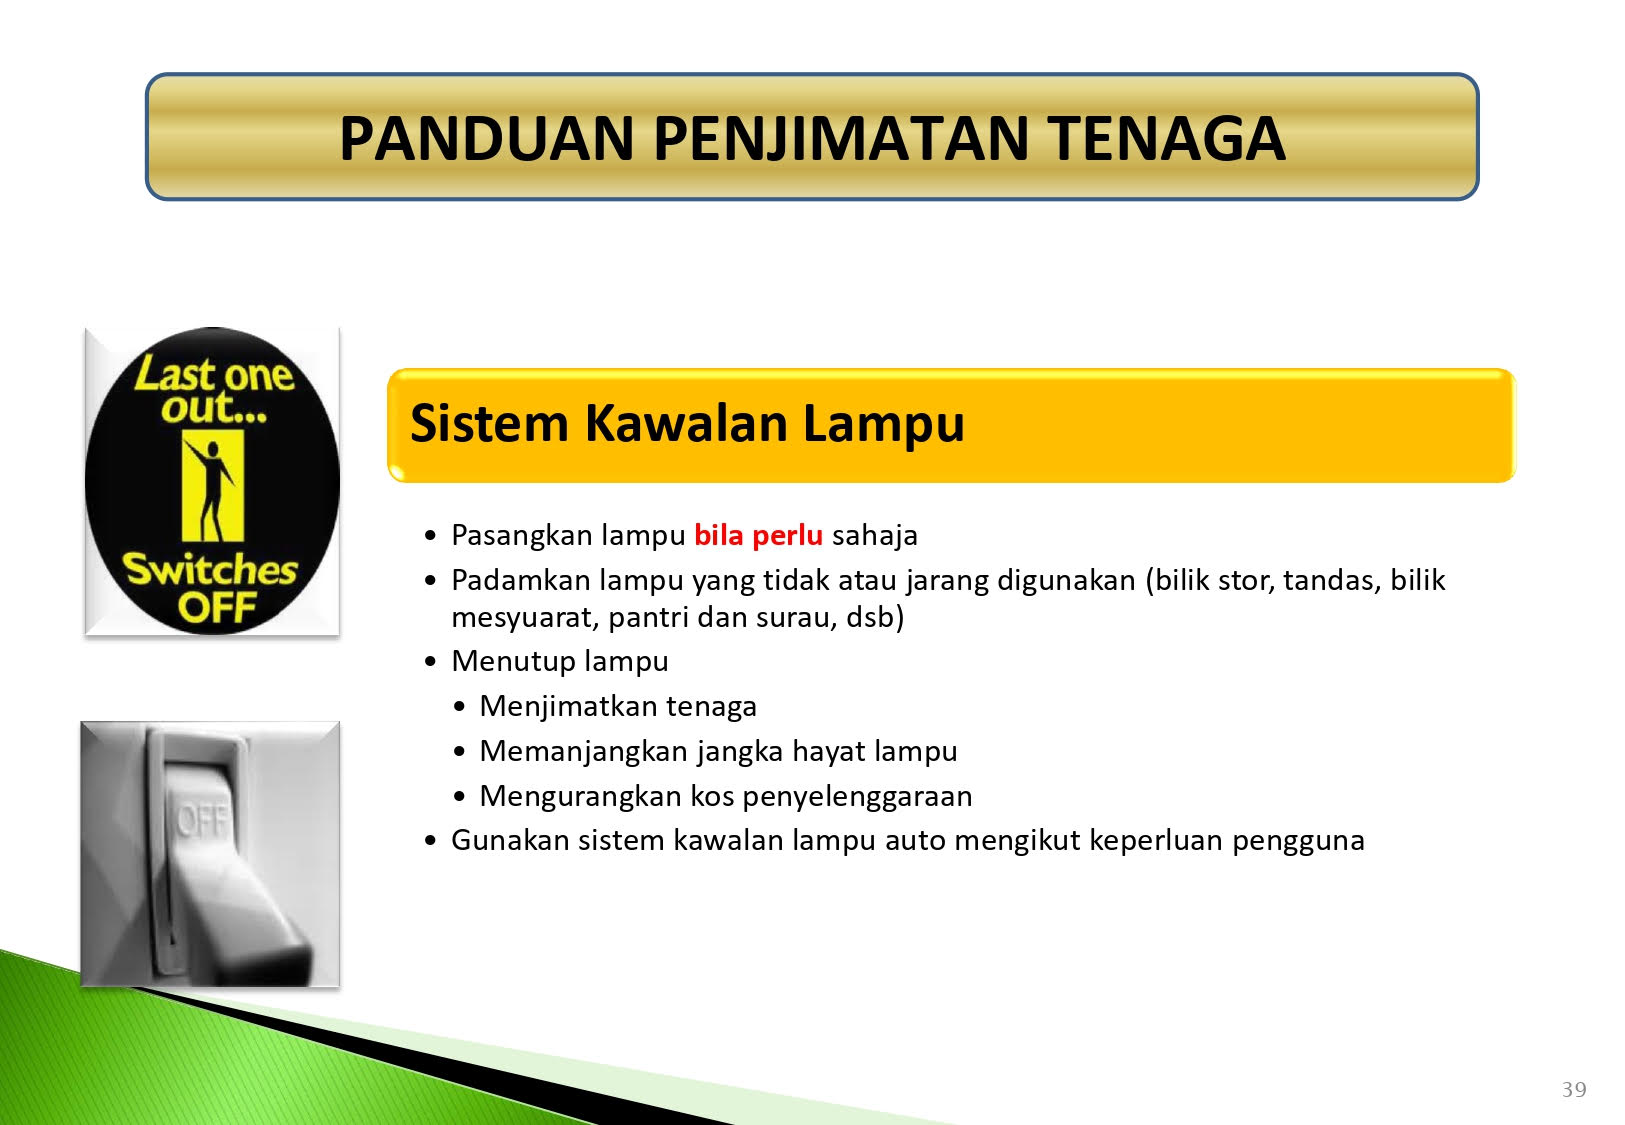 PANDUAN PENJIMATAN TENAGA
Last one
out...
Switches
OFF
Sistem Kawalan Lampu
• Pasangkan lampu bila perlu sahaja
• Padamkan lampu yang tidak atau jarang digunakan (bilik stor, tandas, bilik
mesyuarat, pantri dan surau, dsb)
• Menutup lampu
• Menjimatkan tenaga
• Memanjangkan jangka hayat lampu
• Mengurangkan kos penyelenggaraan
• Gunakan sistem kawalan lampu auto mengikut keperluan pengguna
OFF
39